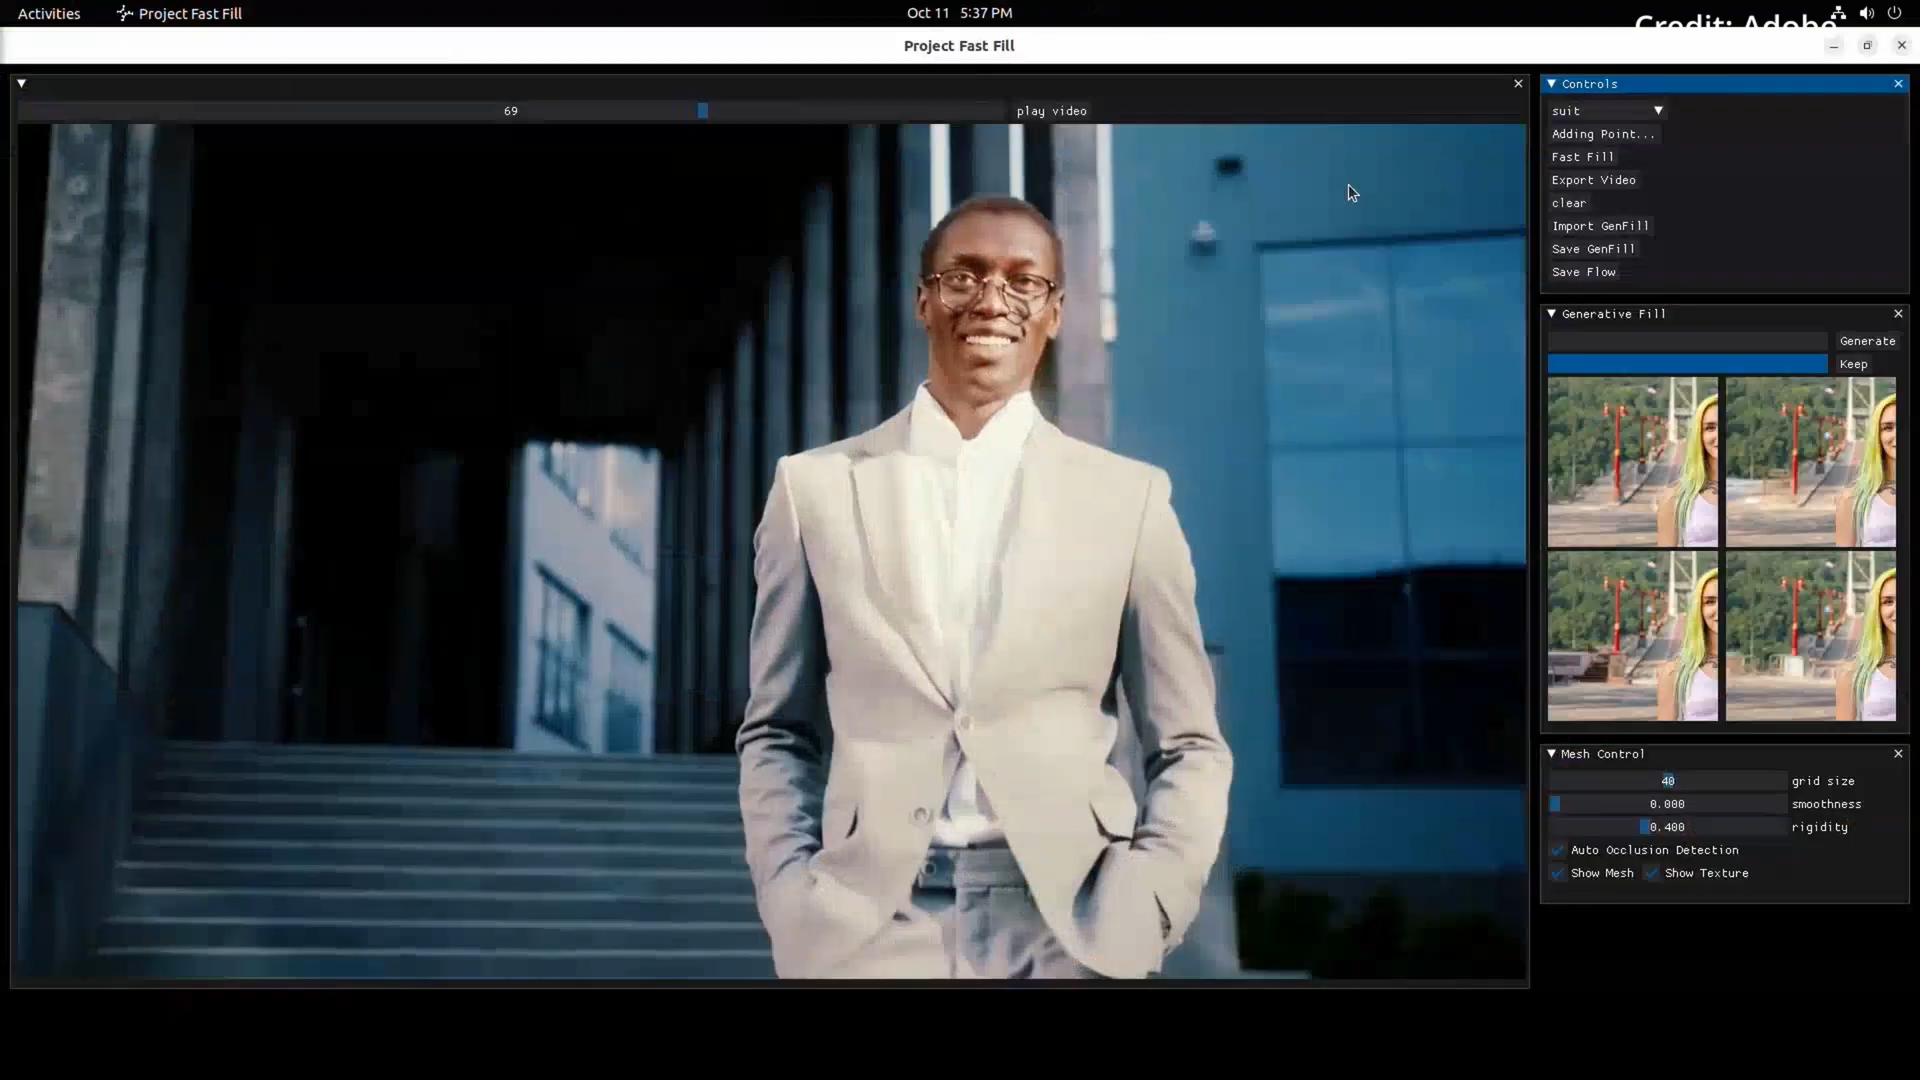 Activities Project Fast Fill Oct 11 5:37 PM
Credit: Adobe
Project Fast Fill
69 play video
Controls
suit
Adding Point...
Fast Fill
Export Video
clear
Import GenFill
Save GenFill
Save Flow
Generative Fill
Generate
Keep
Mesh Control
40 grid size
0.000 smoothness
0.400 rigidity
Auto Occlusion Detection
Show Mesh Show Texture